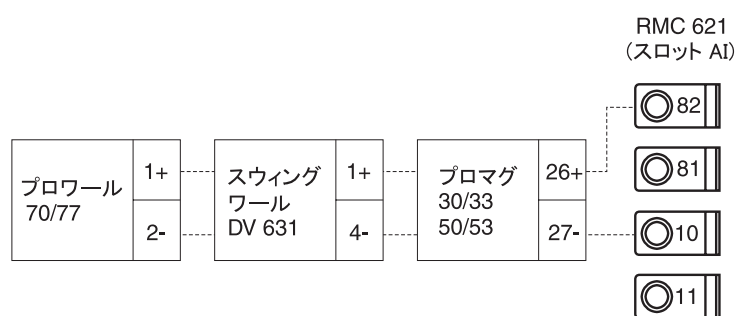 RMC 621
(スロット AI)
82
81
10
11
プロワール
70/77
1+
2-
スウィング
ワール
DV 631
1+
4-
プロマグ
30/33
50/53
26+
27-